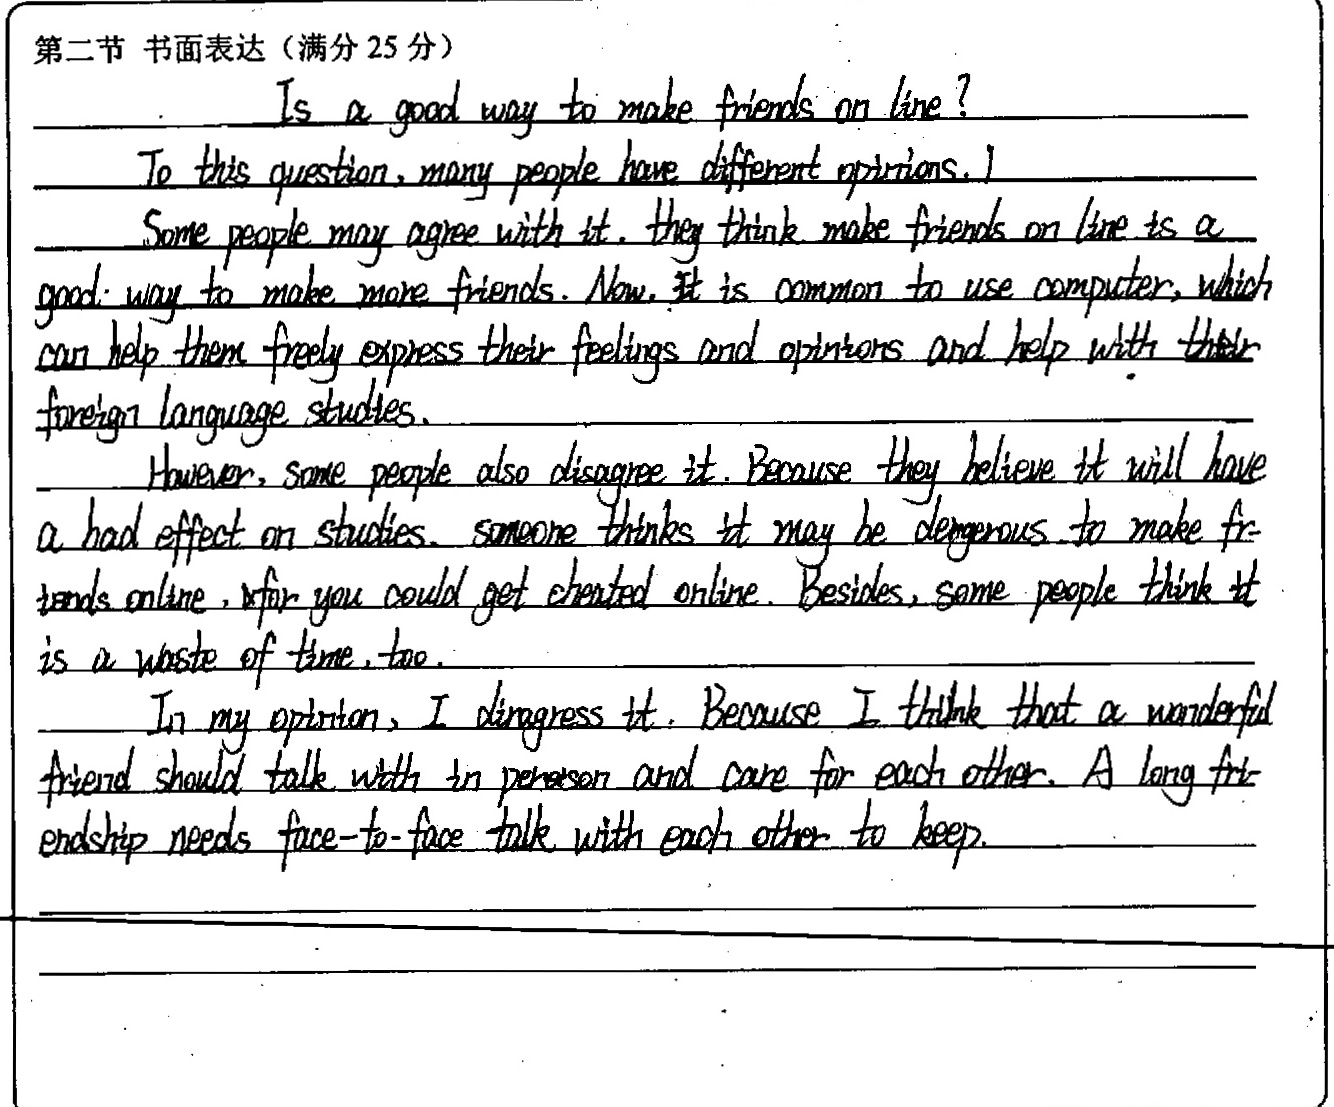 第二节 书面表达（满分 25 分）
Is a good way to make friends on line?
To this question, many people have different opinions.
Some people may agree with it. they think make friends on line is a
good way to make more friends. Now, It is common to use computer, which
can help them freely express their feelings and opinions and help with their
foreign language studies.
However, some people also disagree it. Because they believe it will have
a bad effect on studies. someone thinks it may be dengerous to make fr-
iends online, for you could get cheated online. Besides, some people think it
is a waste of time, too.
In my opinion, I diragress it. Because I think that a wonderful
friend should talk with in person and care for each other. A long fri-
endship needs face-to-face talk with each other to keep.